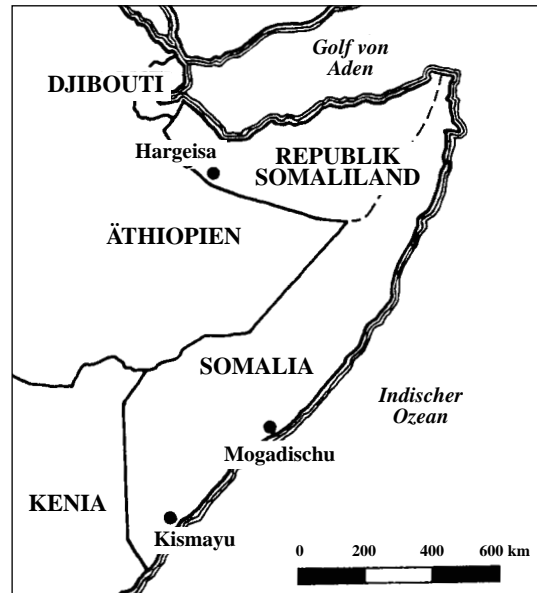 Golf von
Aden
DJIBOUTI
Hargeisa
REPUBLIK
SOMALILAND
ÄTHIOPIEN
SOMALIA
Indischer
Ozean
Mogadischu
KENIA
Kismayu
0 200 400 600 km